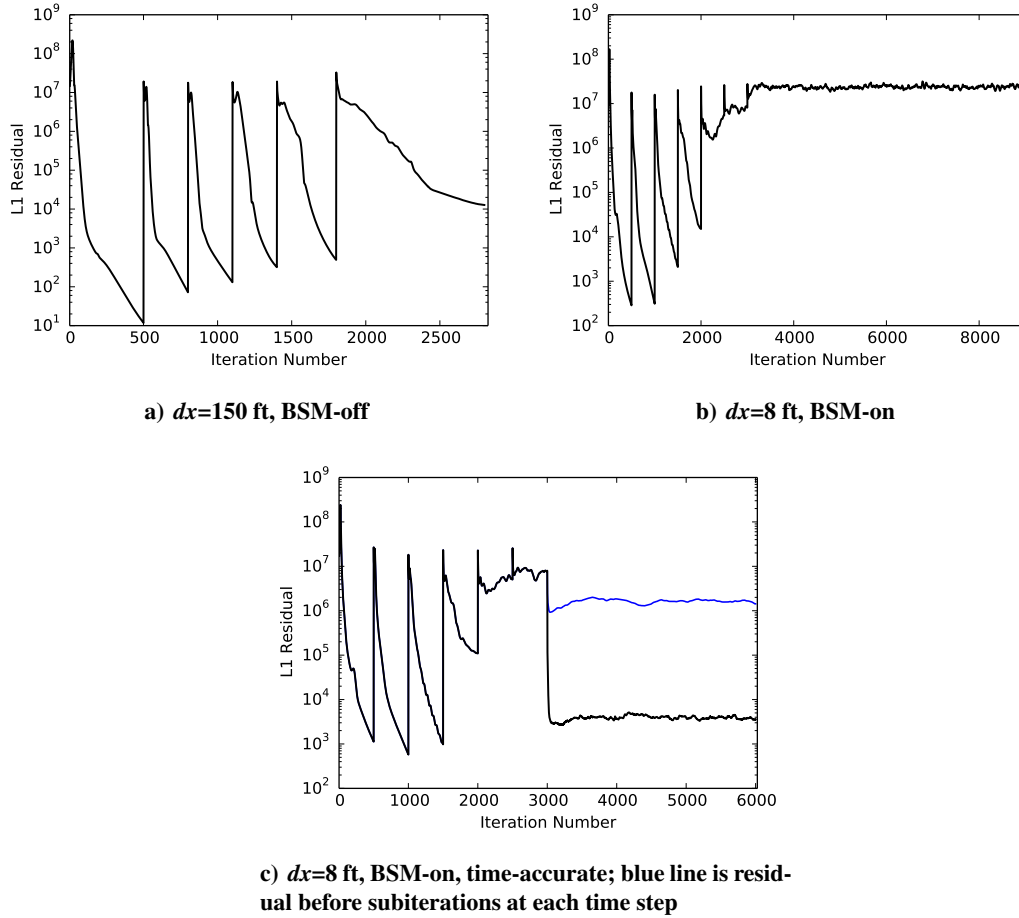 10^9
10^8
10^7
10^6
10^5
10^4
10^3
10^2
10^1
L1 Residual
0 500 1000 1500 2000 2500
Iteration Number
a) dx=150 ft, BSM-off
10^9
10^8
10^7
10^6
10^5
10^4
10^3
10^2
L1 Residual
0 2000 4000 6000 8000
Iteration Number
b) dx=8 ft, BSM-on
10^9
10^8
10^7
10^6
10^5
10^4
10^3
10^2
L1 Residual
0 1000 2000 3000 4000 5000 6000
Iteration Number
c) dx=8 ft, BSM-on, time-accurate; blue line is resid-
ual before subiterations at each time step